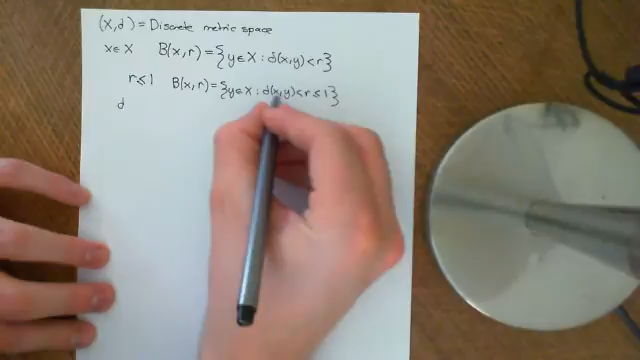 (X,d) = Discrete metric space
x∈X B(x,r) = {y∈X : d(x,y) < r}
r≤1 B(x,r) = {y∈X : d(x,y) < r ≤ 1}
d